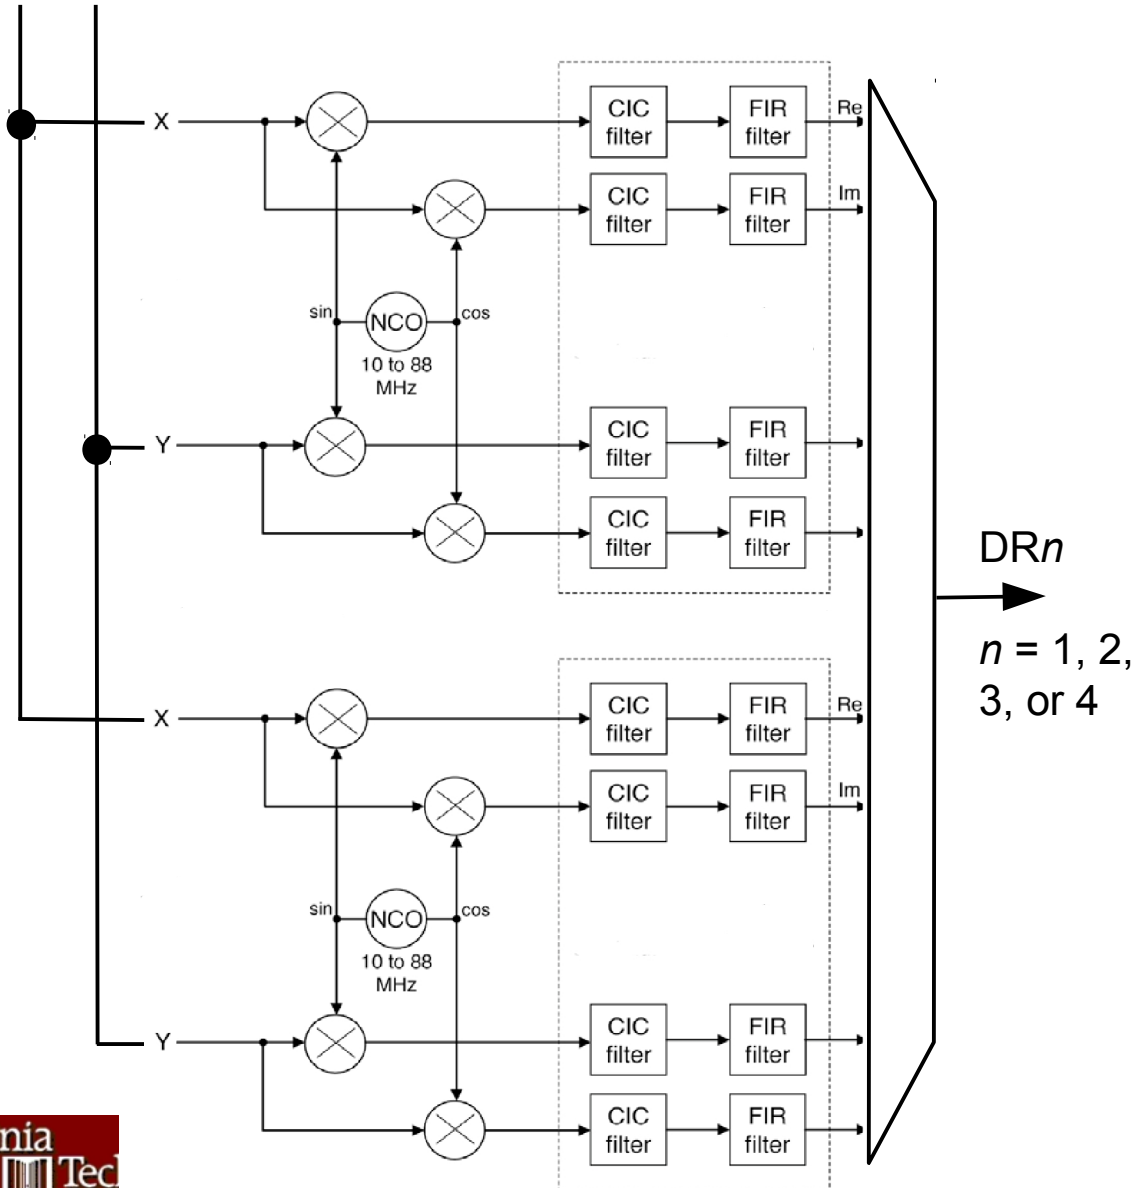 X
CIC filter
FIR filter
Re
CIC filter
FIR filter
Im
sin
NCO
cos
10 to 88
MHz
Y
CIC filter
FIR filter
CIC filter
FIR filter
DRn
n = 1, 2,
3, or 4
X
CIC filter
FIR filter
Re
CIC filter
FIR filter
Im
sin
NCO
cos
10 to 88
MHz
Y
CIC filter
FIR filter
CIC filter
FIR filter
nia
Tec